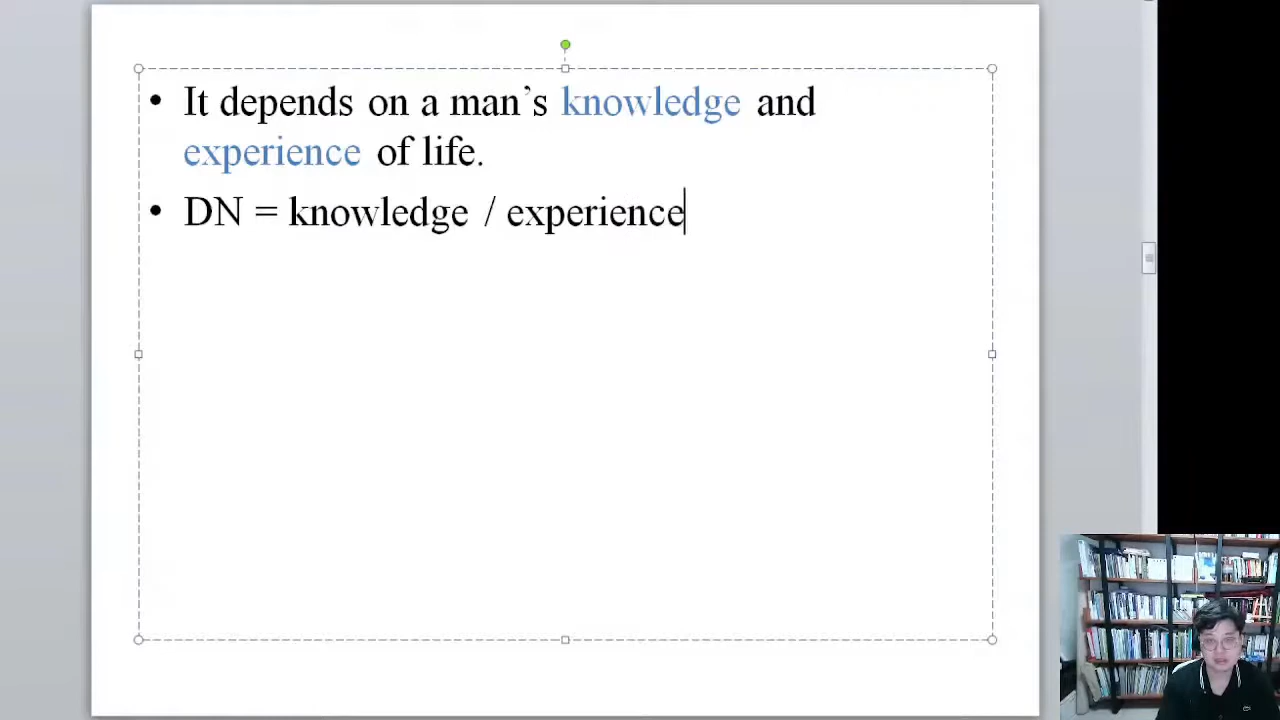 • It depends on a man’s knowledge and
experience of life.
• DN = knowledge / experience